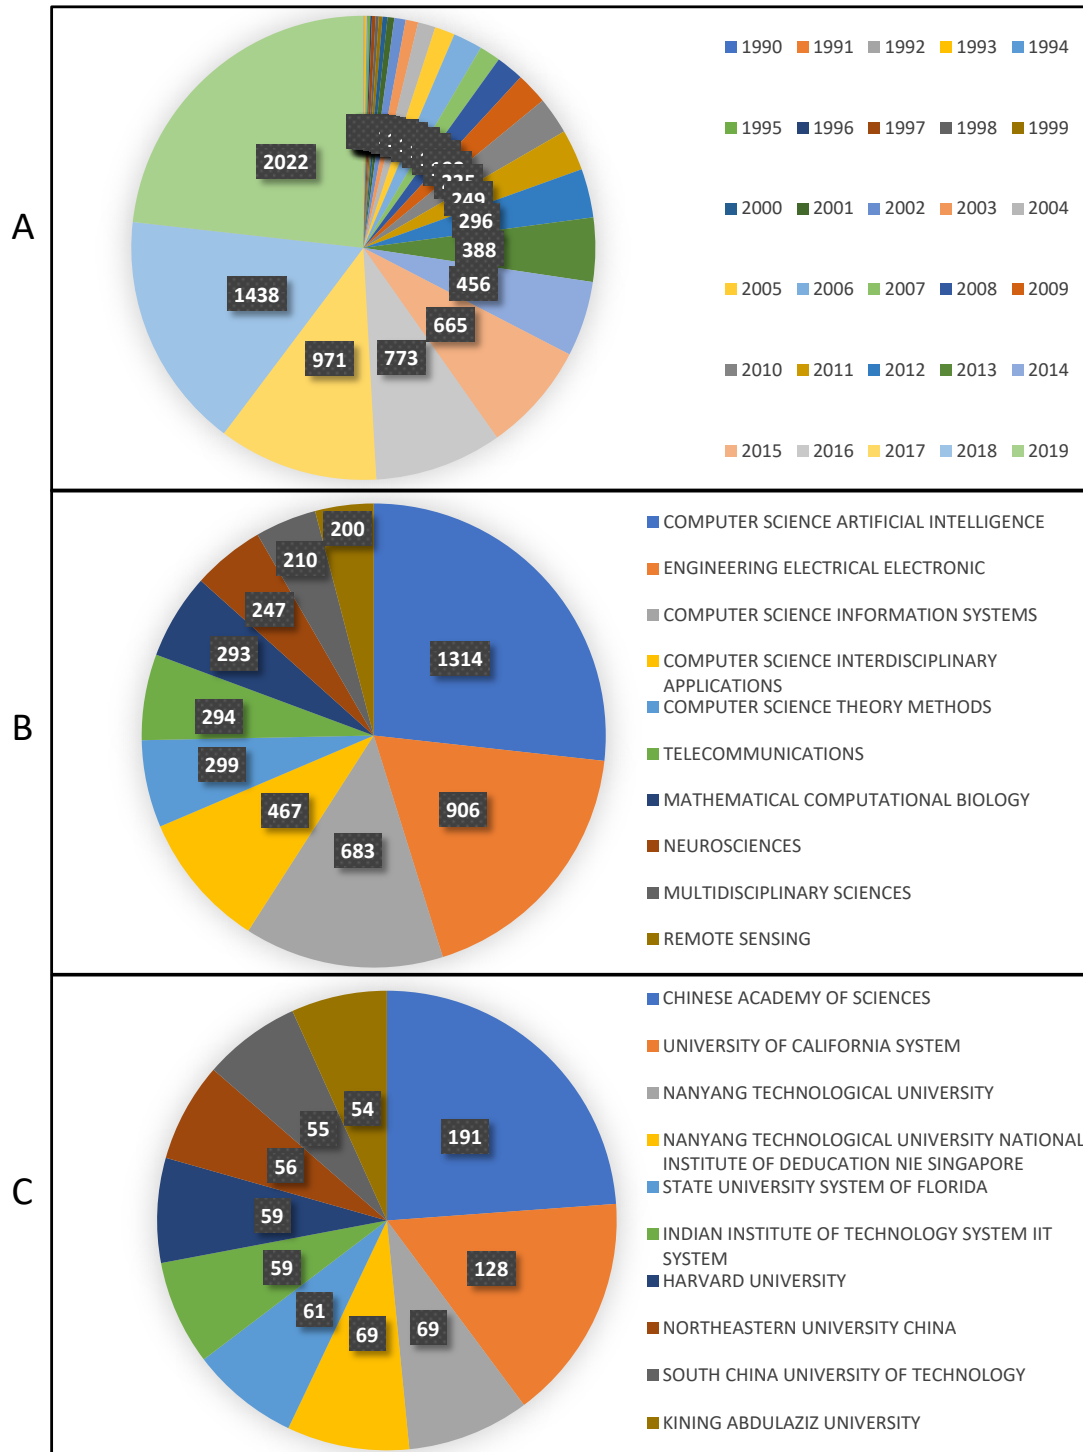 A
2022
1438
971
773
665
456
388
296
249
225
1990 1991 1992 1993 1994
1995 1996 1997 1998 1999
2000 2001 2002 2003 2004
2005 2006 2007 2008 2009
2010 2011 2012 2013 2014
2015 2016 2017 2018 2019
B
200
210
247
293
294
299
467
683
906
1314
COMPUTER SCIENCE ARTIFICIAL INTELLIGENCE
ENGINEERING ELECTRICAL ELECTRONIC
COMPUTER SCIENCE INFORMATION SYSTEMS
COMPUTER SCIENCE INTERDISCIPLINARY
APPLICATIONS
COMPUTER SCIENCE THEORY METHODS
TELECOMMUNICATIONS
MATHEMATICAL COMPUTATIONAL BIOLOGY
NEUROSCIENCES
MULTIDISCIPLINARY SCIENCES
REMOTE SENSING
C
54
55
56
59
59
61
69
69
128
191
CHINESE ACADEMY OF SCIENCES
UNIVERSITY OF CALIFORNIA SYSTEM
NANYANG TECHNOLOGICAL UNIVERSITY
NANYANG TECHNOLOGICAL UNIVERSITY NATIONAL
INSTITUTE OF DEDUCATION NIE SINGAPORE
STATE UNIVERSITY SYSTEM OF FLORIDA
INDIAN INSTITUTE OF TECHNOLOGY SYSTEM IIT
SYSTEM
HARVARD UNIVERSITY
NORTHEASTERN UNIVERSITY CHINA
SOUTH CHINA UNIVERSITY OF TECHNOLOGY
KINING ABDULAZIZ UNIVERSITY